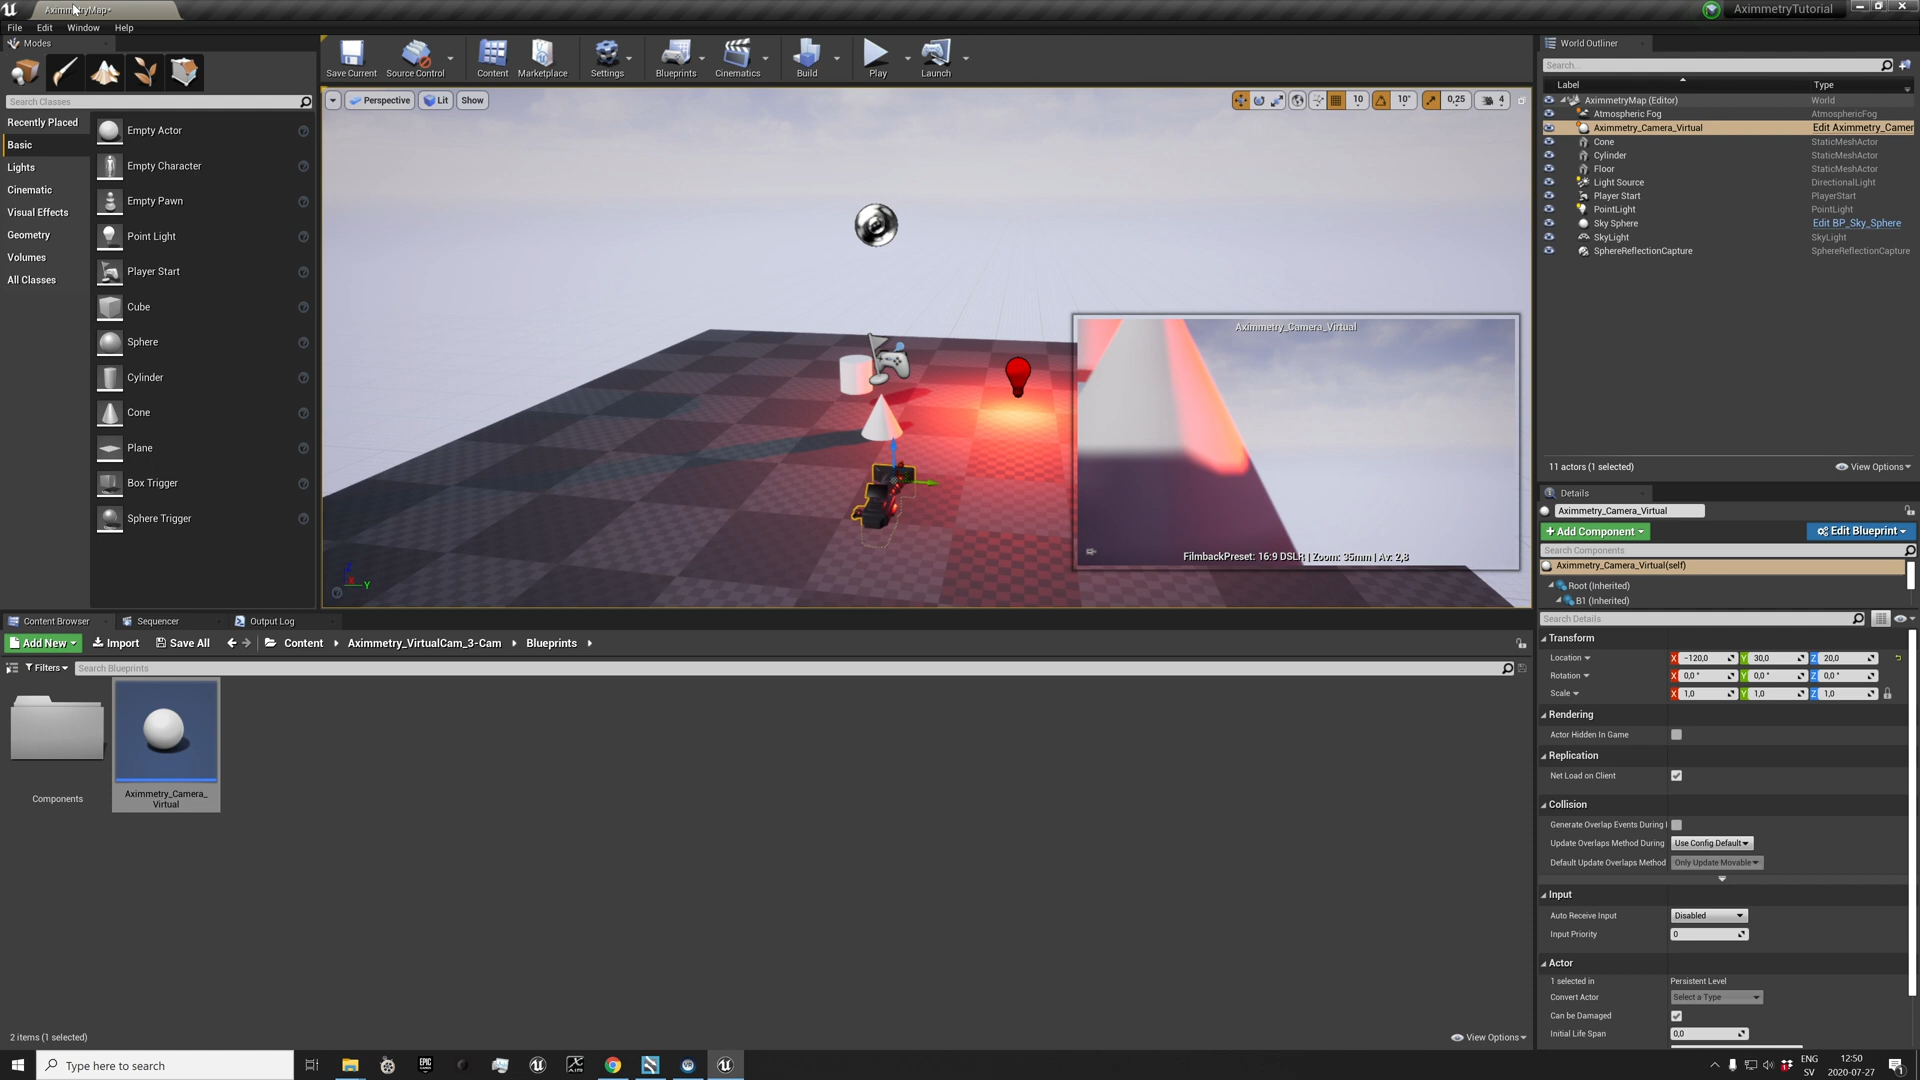 AximmetryMap*
AximmetryTutorial
File Edit Window Help
Modes
Search Classes
Recently Placed
Basic
Lights
Cinematic
Visual Effects
Geometry
Volumes
All Classes
Empty Actor
Empty Character
Empty Pawn
Point Light
Player Start
Cube
Sphere
Cylinder
Cone
Plane
Box Trigger
Sphere Trigger
Save Current Source Control Content Marketplace Settings Blueprints Cinematics Build Play Launch
Perspective Lit Show
10 10° 0,25 4
Aximmetry_Camera_Virtual
FilmbackPreset: 16:9 DSLR | Zoom: 35mm | Av: 2,8
X Y Z
World Outliner
Search...
Label Type
AximmetryMap (Editor) World
Atmospheric Fog AtmosphericFog
Aximmetry_Camera_Virtual Edit Aximmetry_Camer
Cone StaticMeshActor
Cylinder StaticMeshActor
Floor StaticMeshActor
Light Source DirectionalLight
Player Start PlayerStart
PointLight PointLight
Sky Sphere Edit BP_Sky_Sphere
SkyLight SkyLight
SphereReflectionCapture SphereReflectionCapture
11 actors (1 selected) View Options
Details
Aximmetry_Camera_Virtual
+ Add Component Edit Blueprint
Search Components
Aximmetry_Camera_Virtual(self)
Root (Inherited)
B1 (Inherited)
Search Details
Transform
Location X -120,0 Y 30,0 Z 20,0
Rotation X 0,0 ° Y 0,0 ° Z 0,0 °
Scale X 1,0 Y 1,0 Z 1,0
Rendering
Actor Hidden In Game
Replication
Net Load on Client
Collision
Generate Overlap Events During
Update Overlaps Method During Use Config Default
Default Update Overlaps Method Only Update Movable
Input
Auto Receive Input Disabled
Input Priority 0
Actor
1 selected in Persistent Level
Convert Actor Select a Type
Can be Damaged
Initial Life Span 0,0
Content Browser Sequencer Output Log
Add New Import Save All Content Aximmetry_VirtualCam_3-Cam Blueprints
Filters Search Blueprints
Components
Aximmetry_Camera_
Virtual
2 items (1 selected) View Options
Type here to search
EPIC
GAMES
ENG
SV
12:50
2020-07-27
1